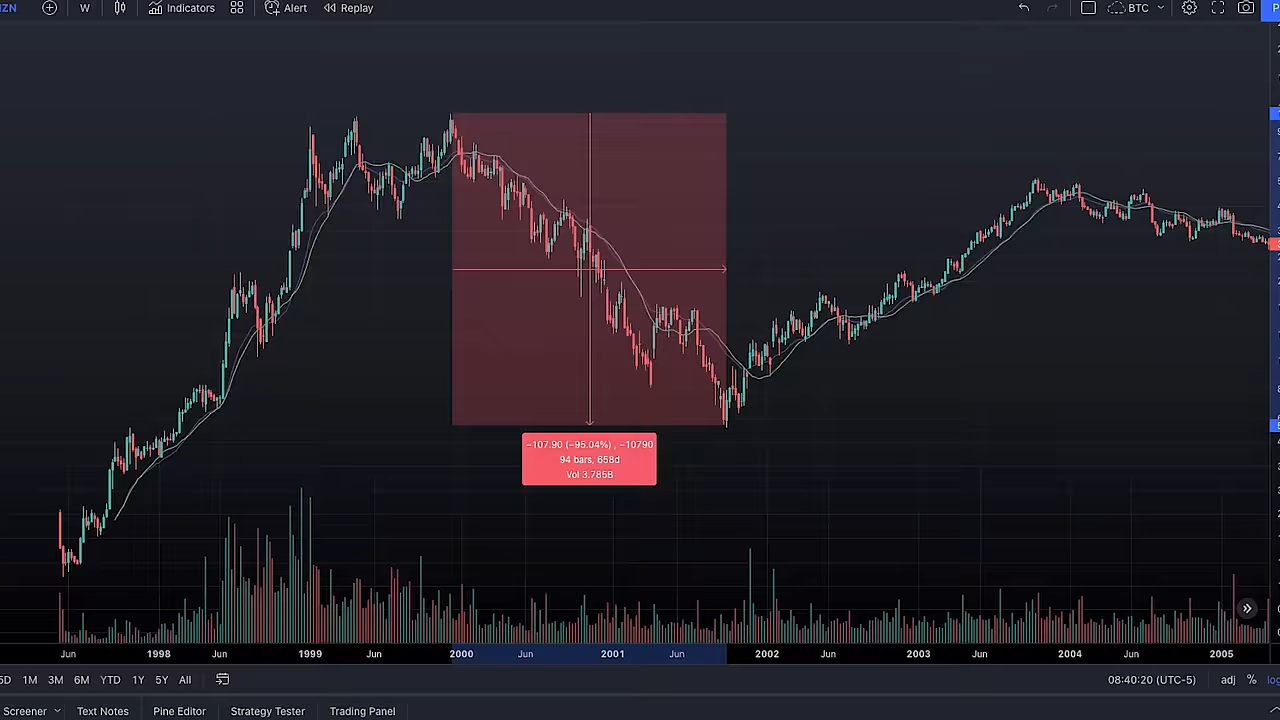 W Indicators Alert Replay BTC
−107.90 (−95.04%) , −10790
94 bars, 658d
Vol 3.785B
Jun 1998 Jun 1999 Jun 2000 Jun 2001 Jun 2002 Jun 2003 Jun 2004 Jun 2005
5D 1M 3M 6M YTD 1Y 5Y All 08:40:20 (UTC-5) adj %
Screener Text Notes Pine Editor Strategy Tester Trading Panel